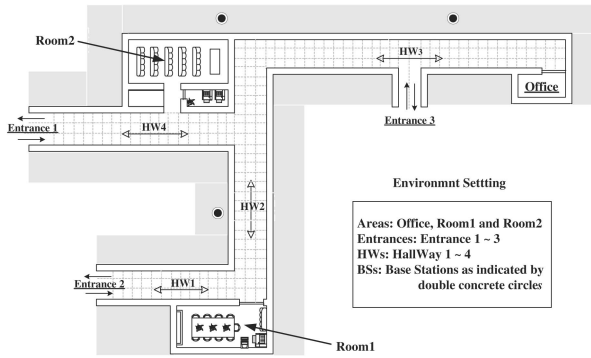 Room2
HW3
Office
Entrance 1
HW4
Entrance 3
Environmnt Settting
HW2
Areas: Office, Room1 and Room2
Entrances: Entrance 1 ~ 3
HWs: HallWay 1 ~ 4
BSs: Base Stations as indicated by
double concrete circles
Entrance 2
HW1
Room1